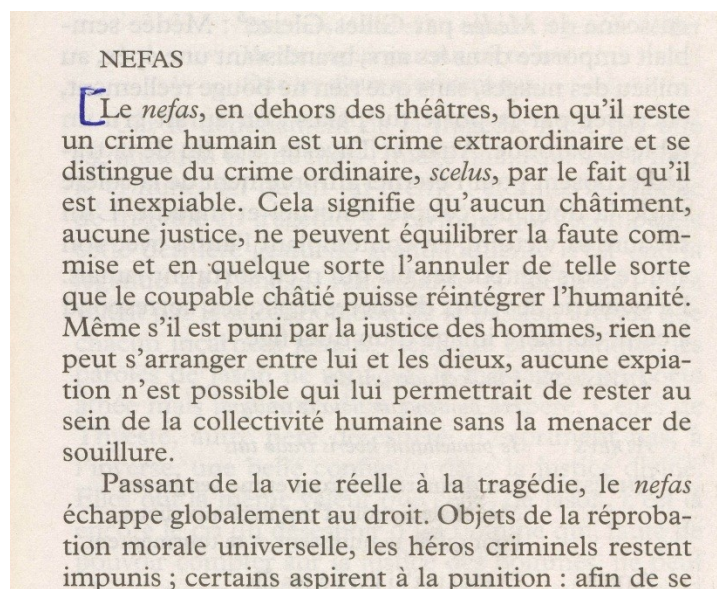 NEFAS
Le nefas, en dehors des théâtres, bien qu'il reste
un crime humain est un crime extraordinaire et se
distingue du crime ordinaire, scelus, par le fait qu'il
est inexpiable. Cela signifie qu'aucun châtiment,
aucune justice, ne peuvent équilibrer la faute com-
mise et en quelque sorte l'annuler de telle sorte
que le coupable châtié puisse réintégrer l'humanité.
Même s'il est puni par la justice des hommes, rien ne
peut s'arranger entre lui et les dieux, aucune expia-
tion n'est possible qui lui permettrait de rester au
sein de la collectivité humaine sans la menacer de
souillure.
Passant de la vie réelle à la tragédie, le nefas
échappe globalement au droit. Objets de la réproba-
tion morale universelle, les héros criminels restent
impunis ; certains aspirent à la punition : afin de se